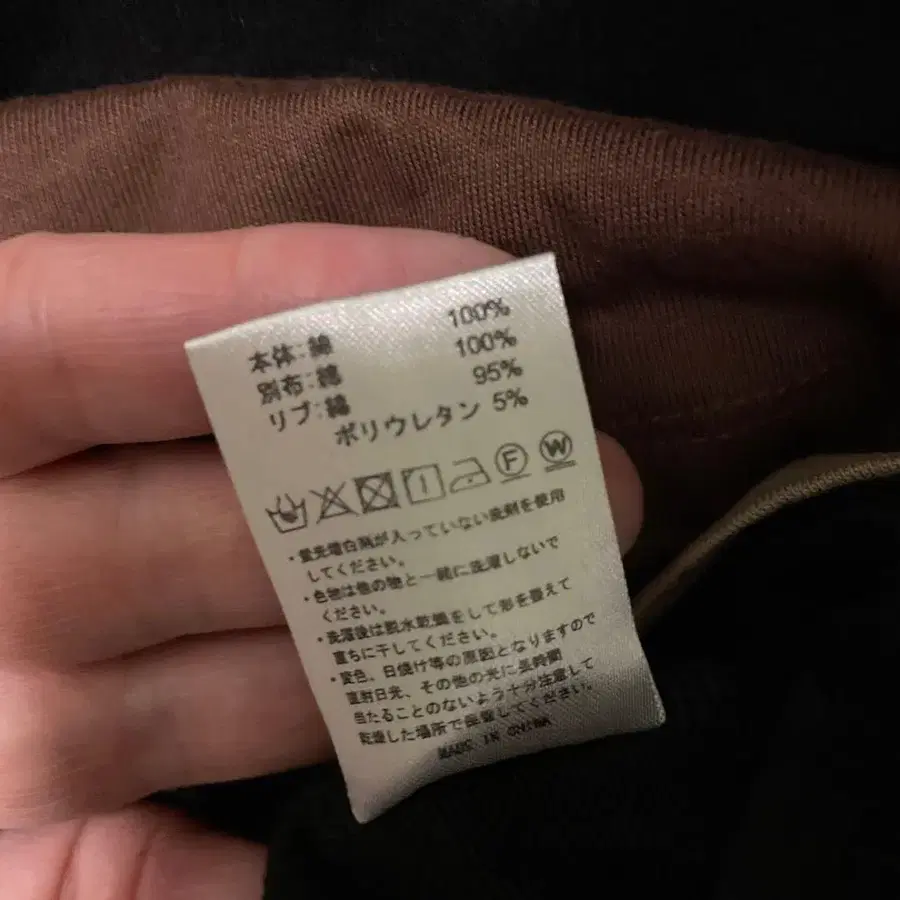 本体:綿 100%
別布:綿 100%
リブ:綿 95%
ポリウレタン 5%
F W
・蛍光増白剤が入っていない洗剤を使用
してください。
・色物は他の物と一緒に洗濯しないで
ください。
・洗濯後は脱水乾燥をして形を整えて
直ちに干してください。
・変色、日焼け等の原因となりますので
直射日光、その他の光に長時間
当たることのないよう十分注意して
乾燥した場所で保管してください。
MADE IN CHINA